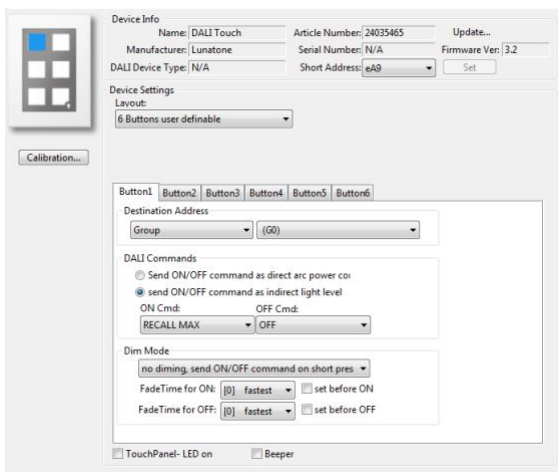 Device Info
Name: DALI Touch Article Number: 24035465 Update...
Manufacturer: Lunatone Serial Number: N/A Firmware Ver: 3.2
DALI Device Type: N/A Short Address: eA9 Set
Device Settings
Layout:
6 Buttons user definable
Calibration...
Button1 Button2 Button3 Button4 Button5 Button6
Destination Address
Group (G0)
DALI Commands
Send ON/OFF command as direct arc power co
send ON/OFF command as indirect light level
ON Cmd: OFF Cmd:
RECALL MAX OFF
Dim Mode
no diming, send ON/OFF command on short pres
FadeTime for ON: [0] fastest set before ON
FadeTime for OFF: [0] fastest set before OFF
TouchPanel- LED on Beeper